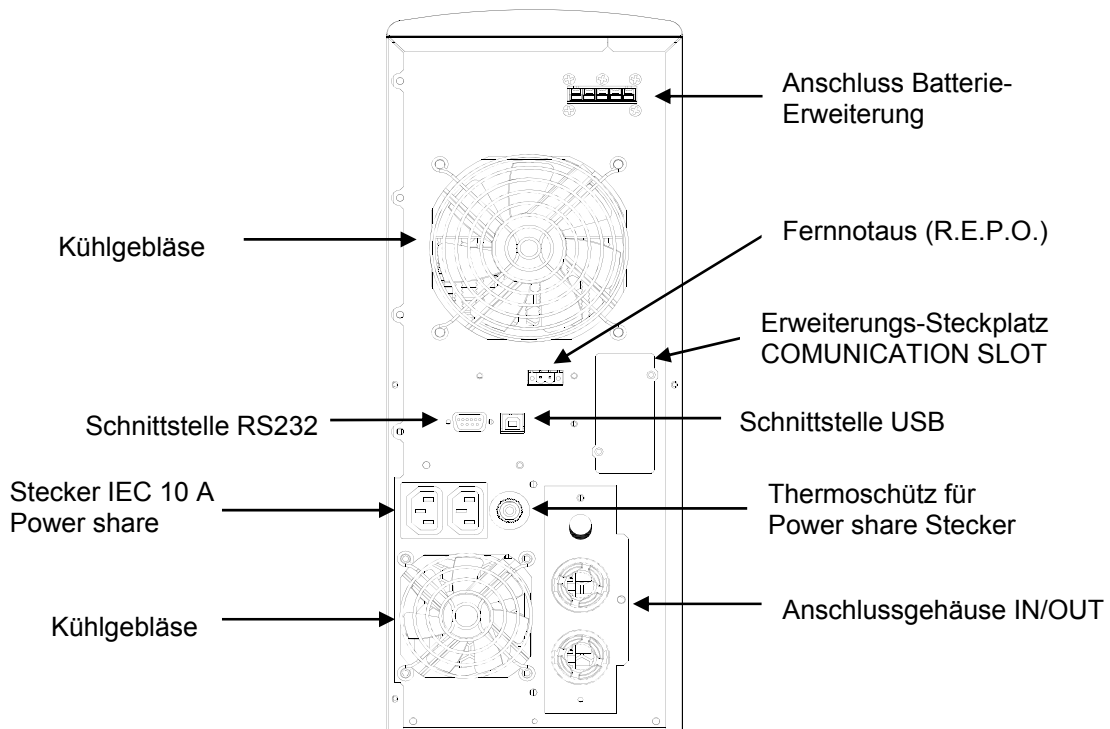 Anschluss Batterie-
Erweiterung
Kühlgebläse
Fernnotaus (R.E.P.O.)
Erweiterungs-Steckplatz
COMUNICATION SLOT
Schnittstelle RS232
Schnittstelle USB
Stecker IEC 10 A
Power share
Thermoschütz für
Power share Stecker
Kühlgebläse
Anschlussgehäuse IN/OUT